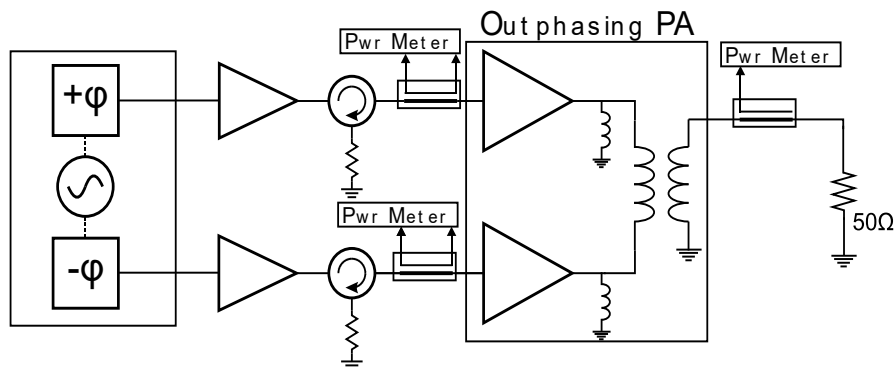 Outphasing PA
Pwr Meter
Pwr Meter
+φ
Pwr Meter
-φ
50Ω